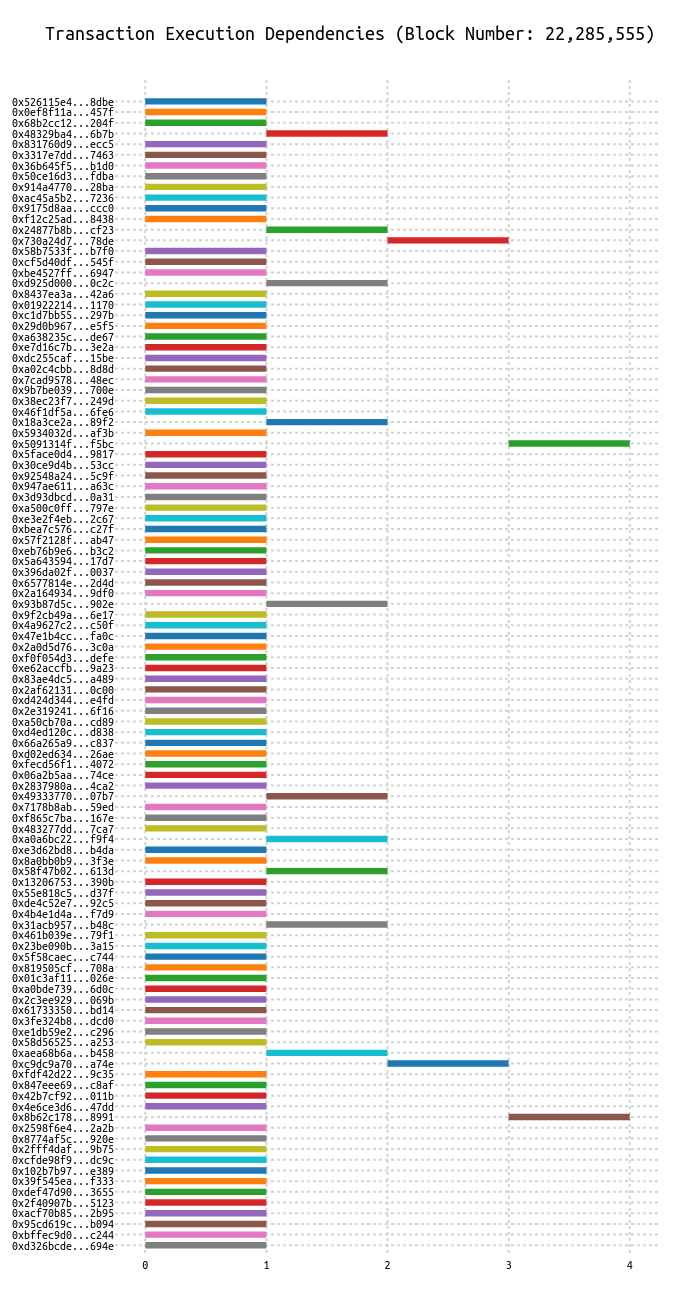 Transaction Execution Dependencies (Block Number: 22,285,555)
0x526115e4...8dbe
0x0ef8f11a...457f
0x68b2cc12...204f
0x48329ba4...6b7b
0x831760d9...ecc5
0x3317e7dd...7463
0x36b645f5...b1d0
0x50ce16d3...fdba
0x914a4770...28ba
0xac45a5b2...7236
0x9175d8aa...ccc0
0xf12c25ad...8438
0x24877b8b...cf23
0x730a24d7...78de
0x58b7533f...b7f0
0xcf5d40df...545f
0xbe4527ff...6947
0xd925d000...0c2c
0x8437ea3a...42a6
0x01922214...1170
0xc1d7bb55...297b
0x29d0b967...e5f5
0xa638235c...de67
0xe7d16c7b...3e2a
0xdc255caf...15be
0xa02c4cbb...8d8d
0x7cad9578...48ec
0x9b7be039...700e
0x38ec23f7...249d
0x46f1df5a...6fe6
0x18a3ce2a...89f2
0x5934032d...af3b
0x5091314f...f5bc
0x5face0d4...9817
0x30ce9d4b...53cc
0x92548a24...5c9f
0x947ae611...a63c
0x3d93dbcd...0a31
0xa500c0ff...797e
0xe3e2f4eb...2c67
0xbea7c576...c27f
0x57f2128f...ab47
0xeb76b9e6...b3c2
0x5a643594...17d7
0x396da02f...0037
0x6577814e...2d4d
0x2a164934...9df0
0x93b87d5c...902e
0x9f2cb49a...6e17
0x4a9627c2...c50f
0x47e1b4cc...fa0c
0x2a0d5d76...3c0a
0xf0f054d3...defe
0xe62accfb...9a23
0x83ae4dc5...a489
0x2af62131...0c00
0xd424d344...e4fd
0x2e319241...6f16
0xa50cb70a...cd89
0xd4ed120c...d838
0x66a265a9...c837
0xd02ed634...26ae
0xfecd56f1...4072
0x06a2b5aa...74ce
0x2837980a...4ca2
0x49333770...07b7
0x7178b8ab...59ed
0xf865c7ba...167e
0x483277dd...7ca7
0xa0a6bc22...f9f4
0xe3d62bd8...b4da
0x8a0bb0b9...3f3e
0x58f47b02...613d
0x13206753...390b
0x55e818c5...d37f
0xde4c52e7...92c5
0x4b4e1d4a...f7d9
0x31acb957...b48c
0x461b039e...79f1
0x23be090b...3a15
0x5f58caec...c744
0x819505cf...708a
0x01c3af11...026e
0xa0bde739...6d0c
0x2c3ee929...069b
0x61733350...bd14
0x3fe324b8...dcd0
0xe1db59e2...c296
0x58d56525...a253
0xaea68b6a...b458
0xc9dc9a70...a74e
0xfdf42d22...9c35
0x847eee69...c8af
0x42b7cf92...011b
0x4e6ce3d6...47dd
0x8b62c178...8991
0x2598f6e4...2a2b
0x8774af5c...920e
0x2fff4daf...9b75
0xcfde98f9...dc9c
0x102b7b97...e389
0x39f545ea...f333
0xdef47d90...3655
0x2f40907b...5123
0xacf70b85...2b95
0x95cd619c...b094
0xbffec9d0...c244
0xd326bcde...694e
0 1 2 3 4